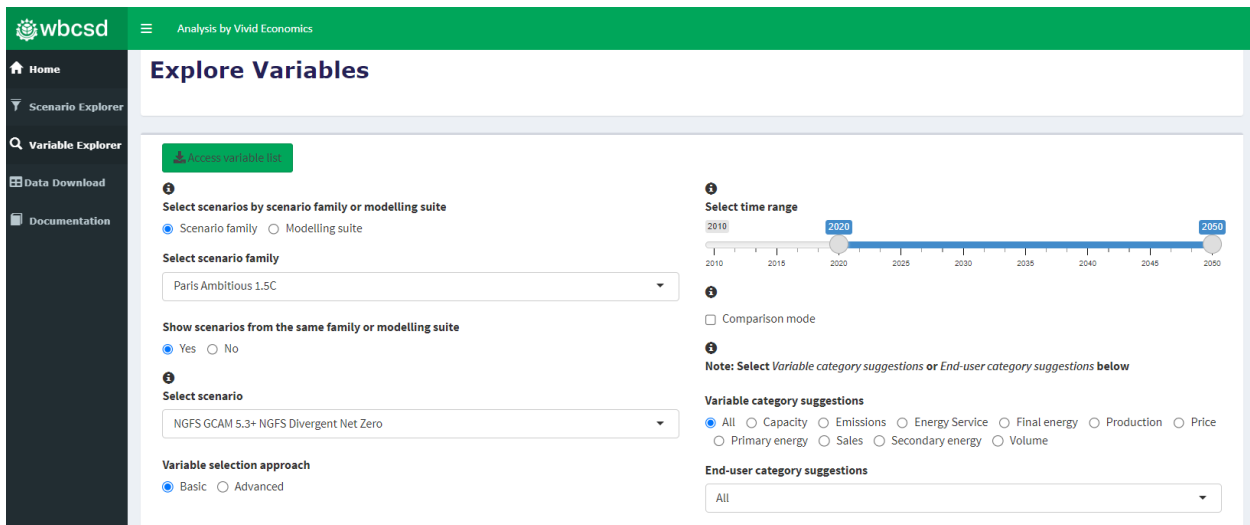 wbcsd
Analysis by Vivid Economics
Home
Scenario Explorer
Variable Explorer
Data Download
Documentation
Explore Variables
Access variable list
Select scenarios by scenario family or modelling suite
Scenario family Modelling suite
Select scenario family
Paris Ambitious 1.5C
Show scenarios from the same family or modelling suite
Yes No
Select scenario
NGFS GCAM 5.3+ NGFS Divergent Net Zero
Variable selection approach
Basic Advanced
Select time range
2010 2020 2050
2010 2015 2020 2025 2030 2035 2040 2045 2050
Comparison mode
Note: Select Variable category suggestions or End-user category suggestions below
Variable category suggestions
All Capacity Emissions Energy Service Final energy Production Price
Primary energy Sales Secondary energy Volume
End-user category suggestions
All